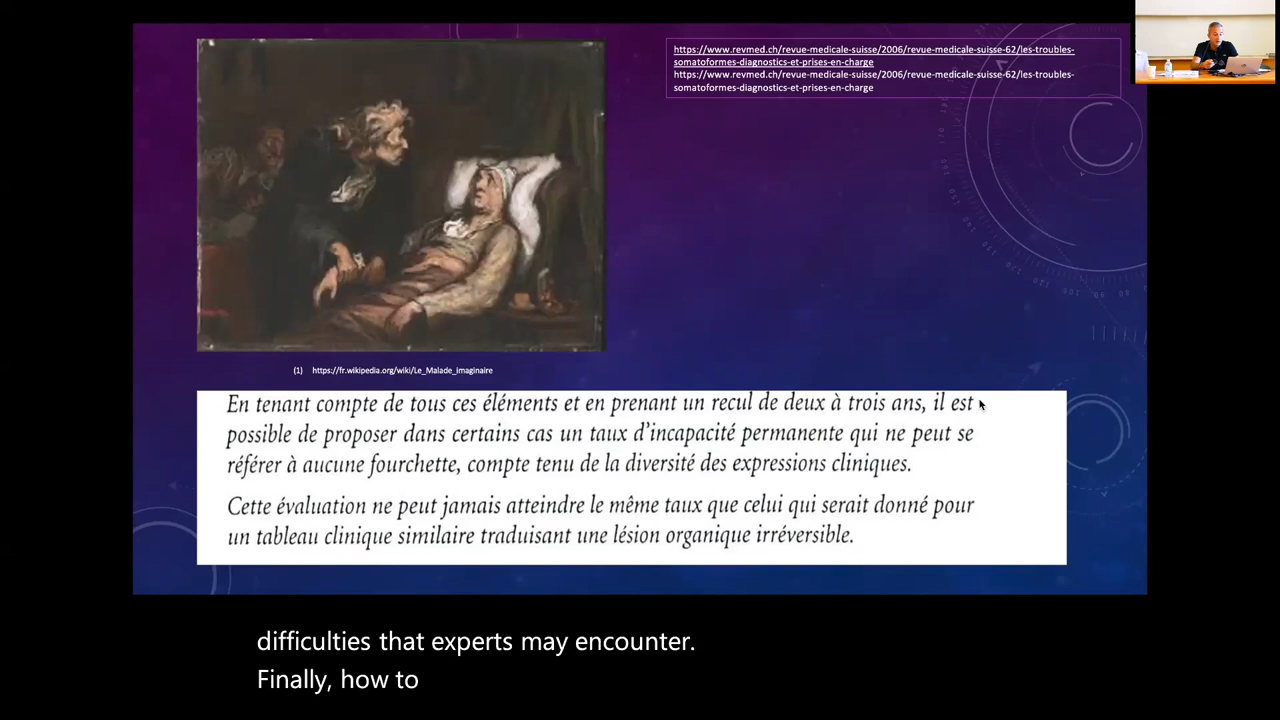 https://www.revmed.ch/revue-medicale-suisse/2006/revue-medicale-suisse-62/les-troubles-
somatoformes-diagnostics-et-prises-en-charge
https://www.revmed.ch/revue-medicale-suisse/2006/revue-medicale-suisse-62/les-troubles-
somatoformes-diagnostics-et-prises-en-charge
(1) https://fr.wikipedia.org/wiki/Le_Malade_imaginaire
En tenant compte de tous ces éléments et en prenant un recul de deux à trois ans, il est
possible de proposer dans certains cas un taux d'incapacité permanente qui ne peut se
référer à aucune fourchette, compte tenu de la diversité des expressions cliniques.
Cette évaluation ne peut jamais atteindre le même taux que celui qui serait donné pour
un tableau clinique similaire traduisant une lésion organique irréversible.
difficulties that experts may encounter.
Finally, how to